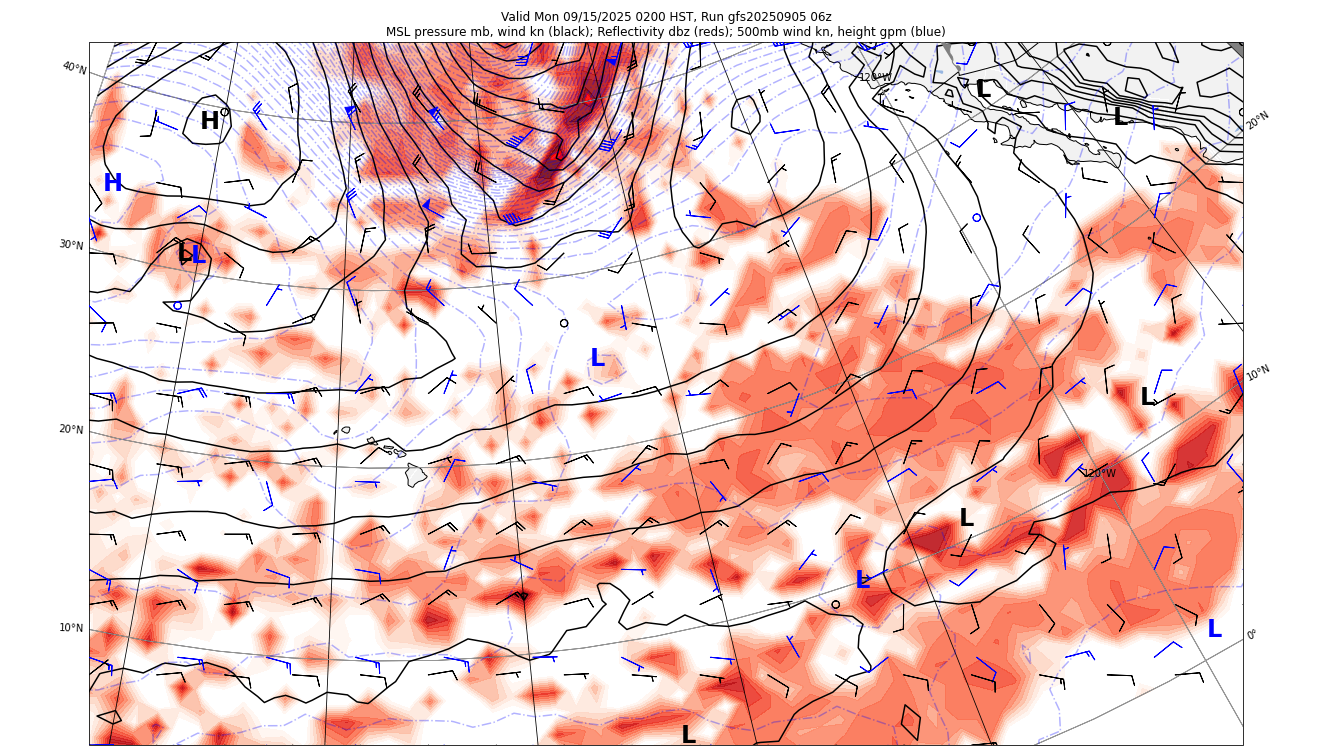 Valid Mon 09/15/2025 0200 HST, Run gfs20250905 06z
MSL pressure mb, wind kn (black); Reflectivity dbz (reds); 500mb wind kn, height gpm (blue)
40°N
120°W
L
L
20°N
H
H
30°N
L
L
L
10°N
L
20°N
120°W
L
L
10°N
L
0°
L